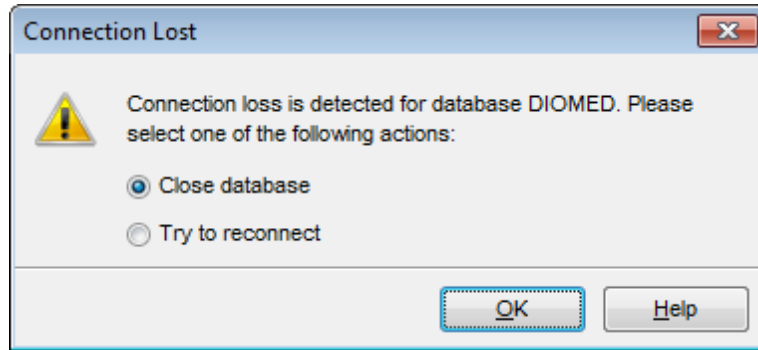 Connection Lost
Connection loss is detected for database DIOMED. Please
select one of the following actions:
Close database
Try to reconnect
OK
Help